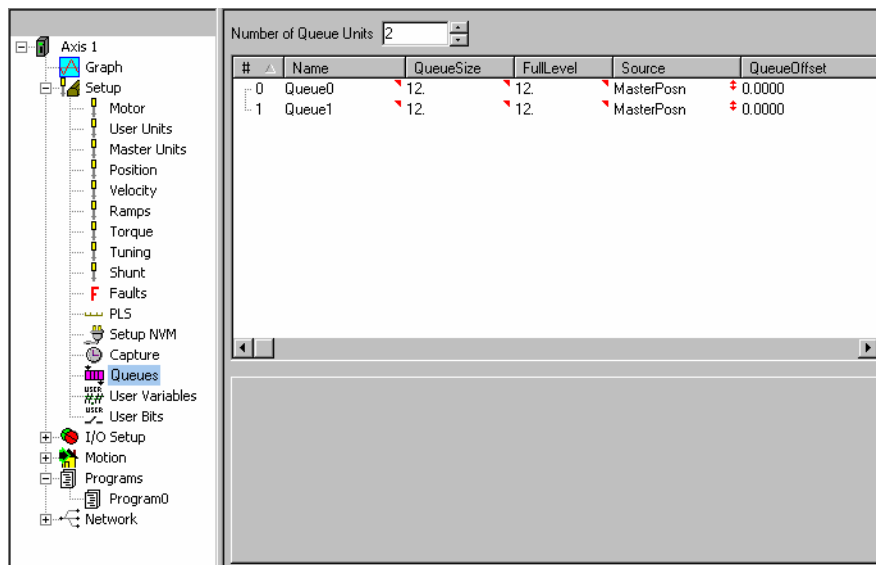 Axis 1
Graph
Setup
Motor
User Units
Master Units
Position
Velocity
Ramps
Torque
Tuning
Shunt
F Faults
PLS
Setup NVM
Capture
Queues
USER #.# User Variables
USER User Bits
I/O Setup
Motion
Programs
Program0
Network
Number of Queue Units 2
# Name QueueSize FullLevel Source QueueOffset
0 Queue0 12. 12. MasterPosn 0.0000
1 Queue1 12. 12. MasterPosn 0.0000